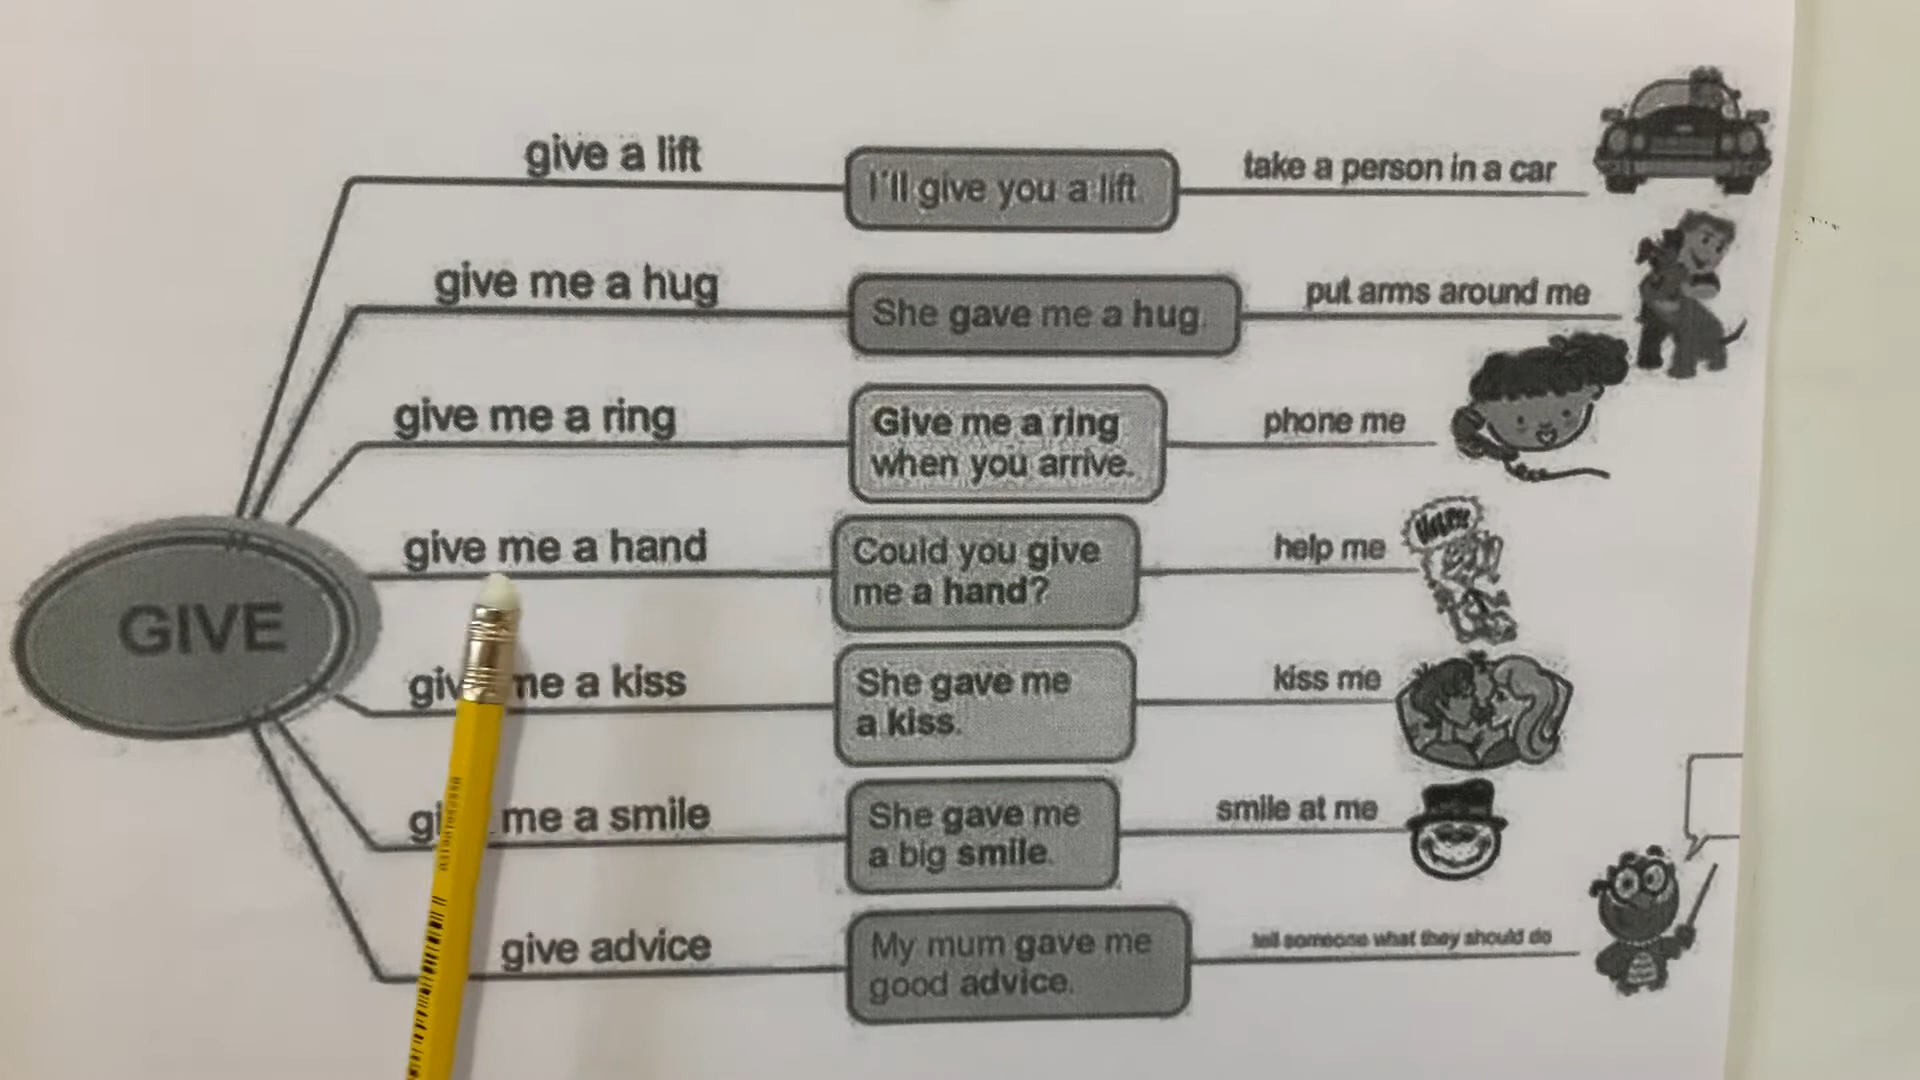 give a lift
I'll give you a lift
take a person in a car
give me a hug
She gave me a hug.
put arms around me
give me a ring
Give me a ring
when you arrive.
phone me
give me a hand
Could you give
me a hand?
help me
GIVE
me a kiss
She gave me
a kiss.
kiss me
me a smile
She gave me
a big smile.
smile at me
give advice
My mum gave me
good advice.
tell someone what they should do